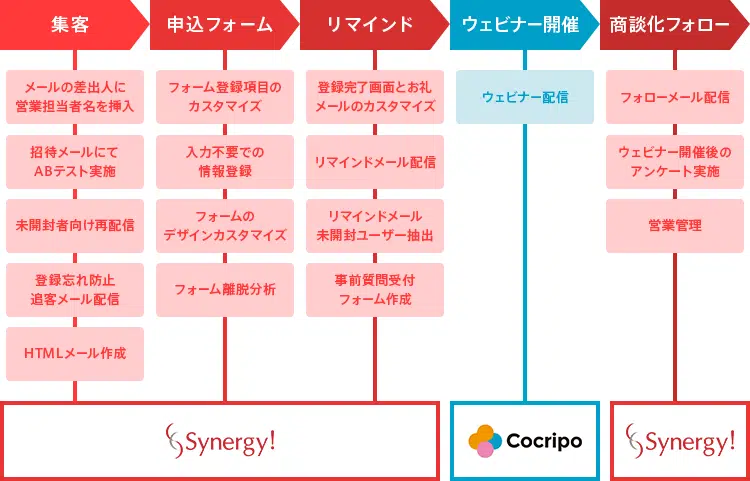 集客
申込フォーム
リマインド
ウェビナー開催
商談化フォロー
メールの差出人に
営業担当者名を挿入
招待メールにて
ABテスト実施
未開封者向け再配信
登録忘れ防止
追客メール配信
HTMLメール作成
フォーム登録項目の
カスタマイズ
入力不要での
情報登録
フォームの
デザインカスタマイズ
フォーム離脱分析
登録完了画面とお礼
メールのカスタマイズ
リマインドメール配信
リマインドメール
未開封ユーザー抽出
事前質問受付
フォーム作成
ウェビナー配信
フォローメール配信
ウェビナー開催後の
アンケート実施
営業管理
Synergy!
Cocripo
Synergy!